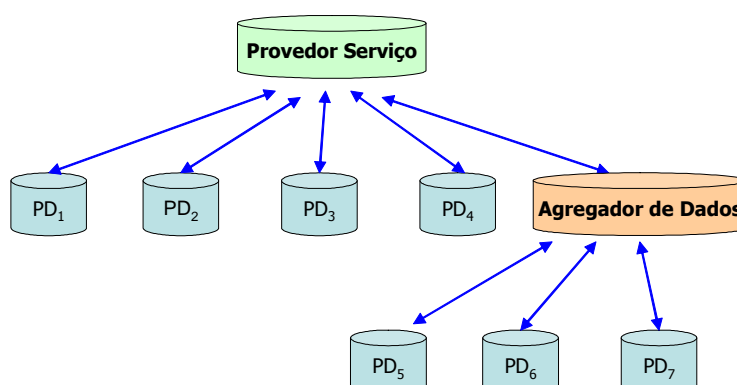 Provedor Serviço
PD₁
PD₂
PD₃
PD₄
Agregador de Dados
PD₅
PD₆
PD₇